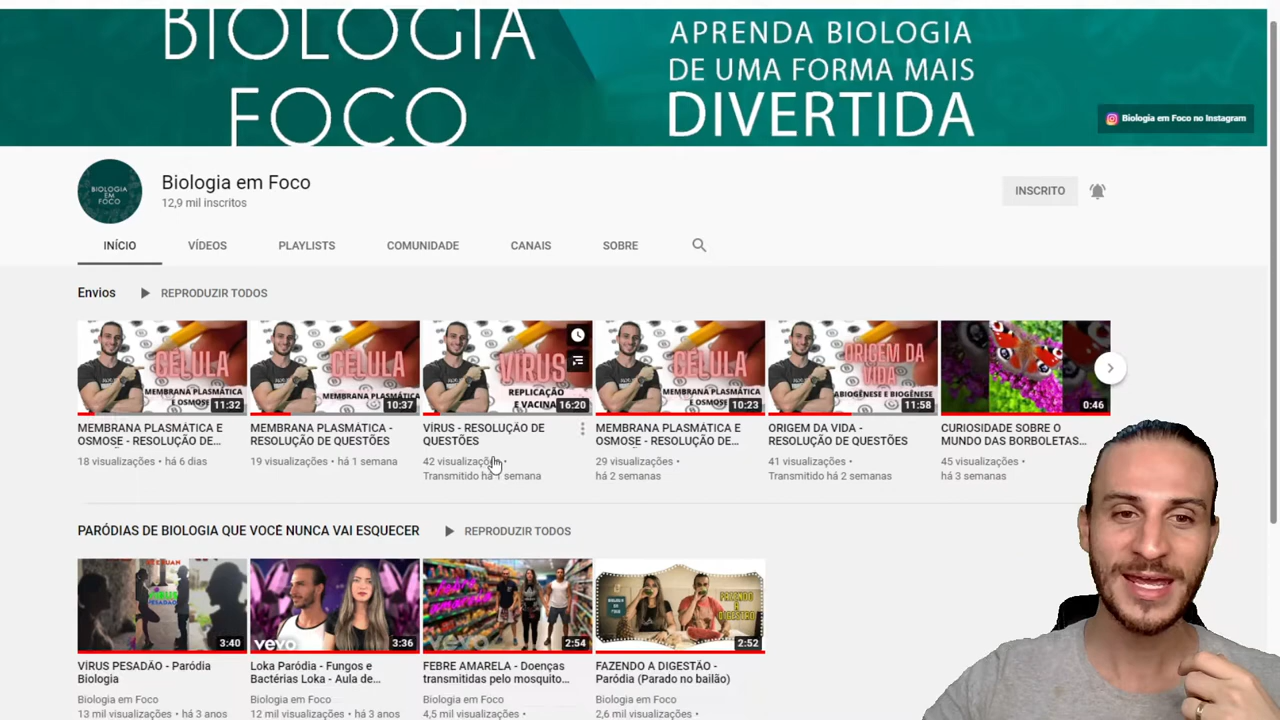 BIOLOGIA
FOCO
APRENDA BIOLOGIA
DE UMA FORMA MAIS
DIVERTIDA
Biologia em Foco no Instagram
BIOLOGIA
EM
FOCO
Biologia em Foco
12,9 mil inscritos
INSCRITO
INÍCIO
VÍDEOS
PLAYLISTS
COMUNIDADE
CANAIS
SOBRE
Envios
REPRODUZIR TODOS
CÉLULA
MEMBRANA PLASMÁTICA
E OSMOSE
11:32
MEMBRANA PLASMÁTICA E
OSMOSE - RESOLUÇÃO DE...
18 visualizações • há 6 dias
CÉLULA
MEMBRANA PLASMÁTICA
10:37
MEMBRANA PLASMÁTICA -
RESOLUÇÃO DE QUESTÕES
19 visualizações • há 1 semana
VÍRUS
REPLICAÇÃO
E VACINA
16:20
VÍRUS - RESOLUÇÃO DE
QUESTÕES
42 visualizações •
Transmitido há 1 semana
CÉLULA
MEMBRANA PLASMÁTICA
E OSMOSE
10:23
MEMBRANA PLASMÁTICA E
OSMOSE - RESOLUÇÃO DE...
29 visualizações •
há 2 semanas
ORIGEM DA
VIDA
ABIOGÊNESE E BIOGÊNESE
11:58
ORIGEM DA VIDA -
RESOLUÇÃO DE QUESTÕES
41 visualizações •
Transmitido há 2 semanas
0:46
CURIOSIDADE SOBRE O
MUNDO DAS BORBOLETAS...
45 visualizações •
há 3 semanas
PARÓDIAS DE BIOLOGIA QUE VOCÊ NUNCA VAI ESQUECER
REPRODUZIR TODOS
3:40
VÍRUS PESADÃO - Paródia
Biologia
Biologia em Foco
13 mil visualizações • há 3 anos
vevo
3:36
Loka Paródia - Fungos e
Bactérias Loka - Aula de...
Biologia em Foco
12 mil visualizações • há 3 anos
febre
amarela
2:54
FEBRE AMARELA - Doenças
transmitidas pelo mosquito...
Biologia em Foco
4,5 mil visualizações •
FAZENDO
A
DIGESTÃO
2:52
FAZENDO A DIGESTÃO -
Paródia (Parado no bailão)
Biologia em Foco
2,6 mil visualizações •